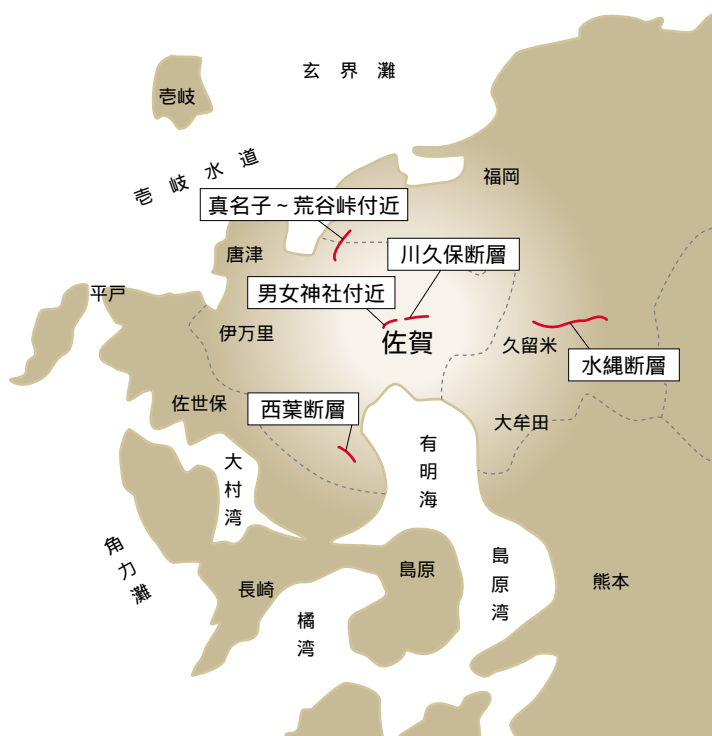 玄界灘
壱岐
壱岐水道
福岡
真名子~荒谷峠付近
唐津
川久保断層
平戸
男女神社付近
伊万里
佐賀
久留米
水縄断層
佐世保
西葉断層
大牟田
有明海
大村湾
角力灘
島原
島原湾
長崎
熊本
橘湾